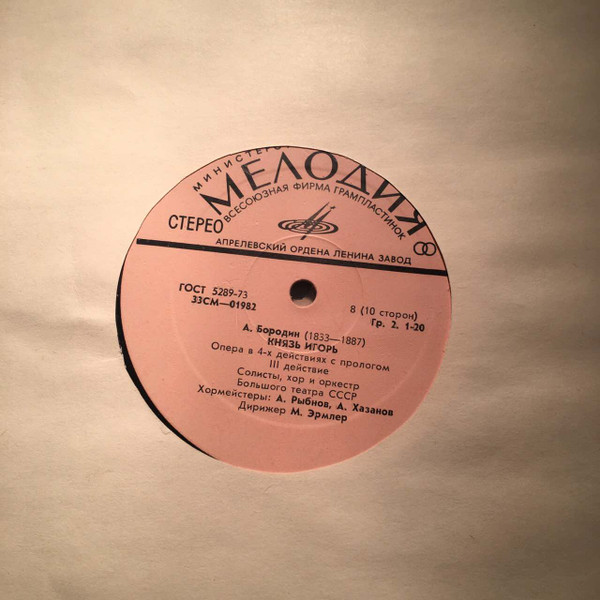 МИНИСТЕРС
МЕЛОДИЯ
ВСЕСОЮЗНАЯ ФИРМА ГРАМПЛАСТИНОК
СТЕРЕО
АПРЕЛЕВСКИЙ ОРДЕНА ЛЕНИНА ЗАВОД
ГОСТ 5289-73
33СМ—01982
8 (10 сторон)
Гр. 2. 1-20
А. Бородин (1833—1887)
КНЯЗЬ ИГОРЬ
Опера в 4-х действиях с прологом
III действие
Солисты, хор и оркестр
Большого театра СССР
Хормейстеры: А. Рыбнов, А. Хазанов
Дирижер М. Эрмлер